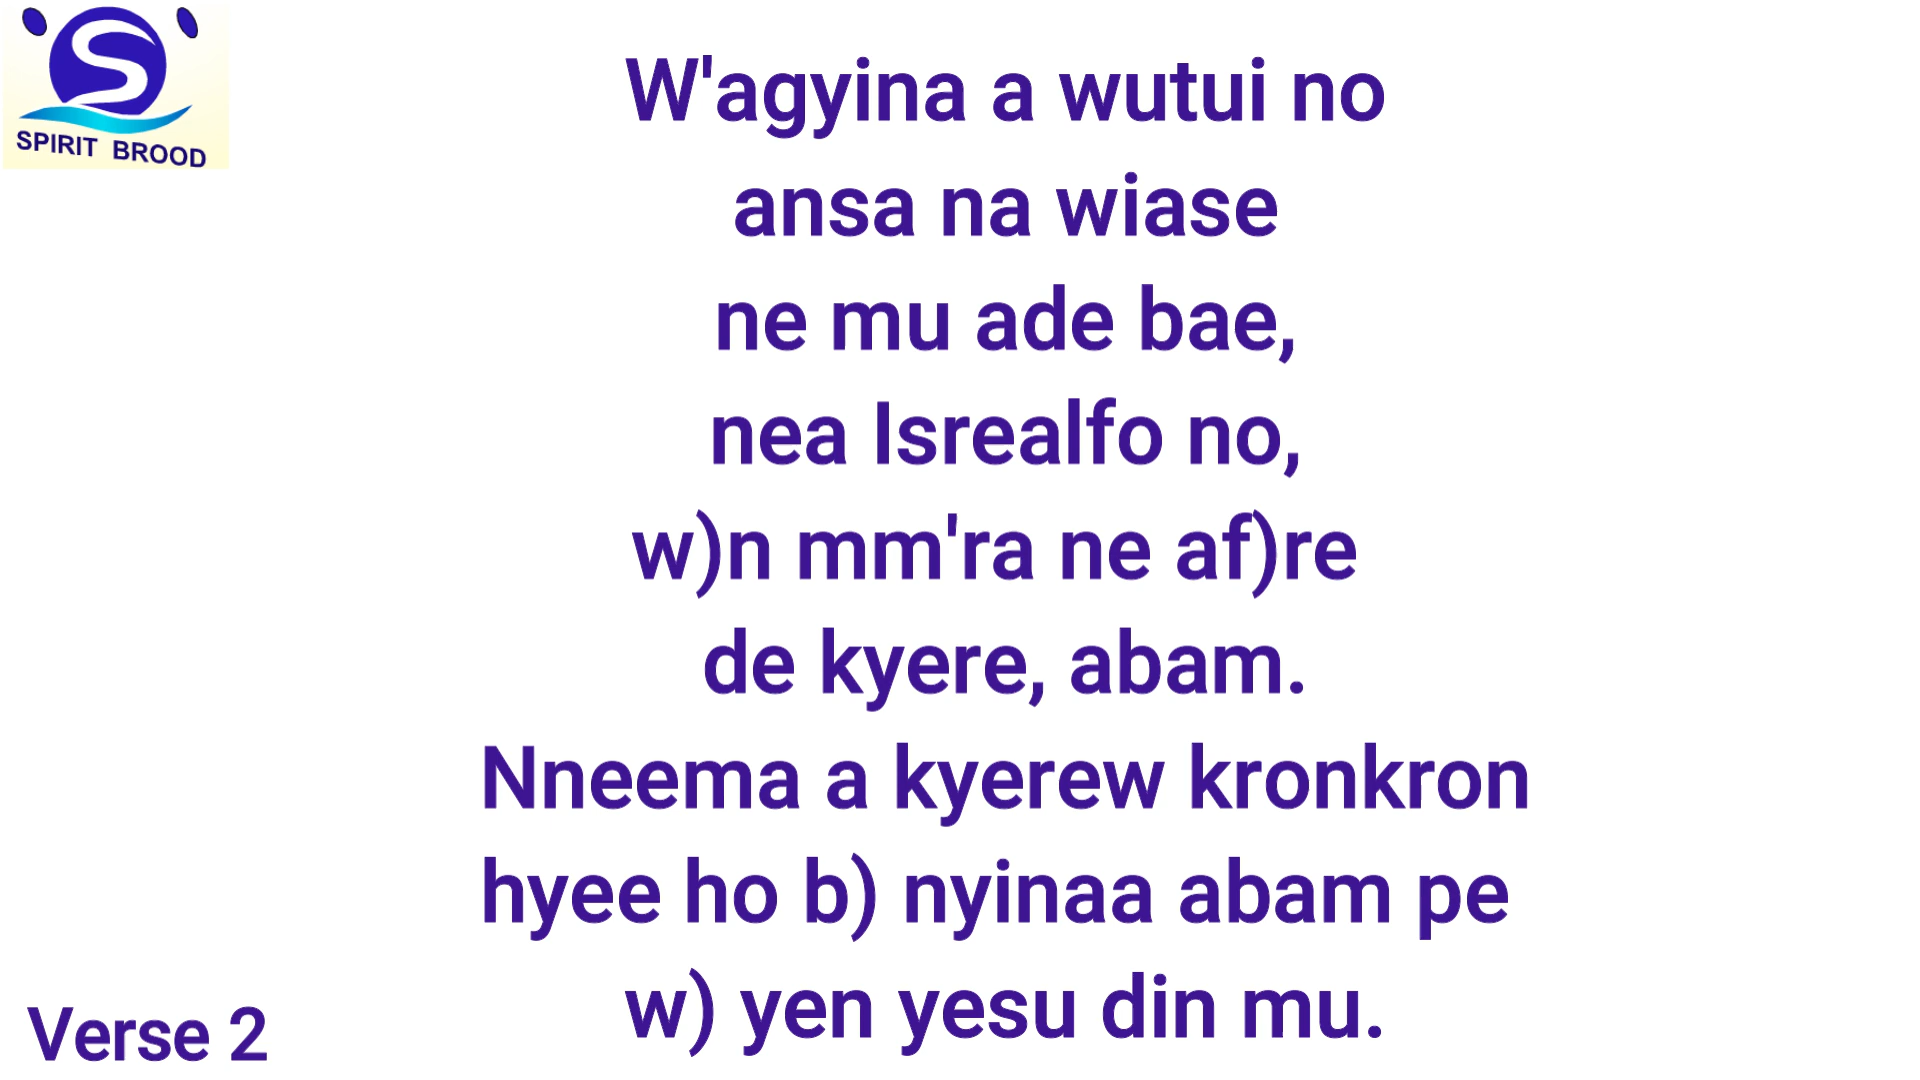 SPIRIT BROOD
W'agyina a wutui no
ansa na wiase
ne mu ade bae,
nea Isrealfo no,
w)n mm'ra ne af)re
de kyere, abam.
Nneema a kyerew kronkron
hyee ho b) nyinaa abam pe
w) yen yesu din mu.
Verse 2